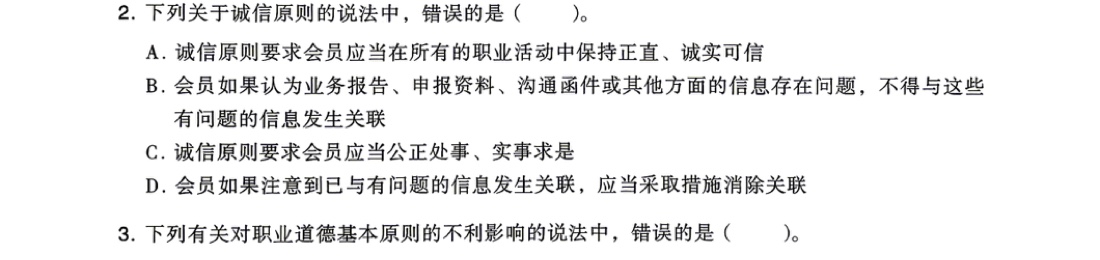 2. 下列关于诚信原则的说法中，错误的是（　　）。
A. 诚信原则要求会员应当在所有的职业活动中保持正直、诚实可信
B. 会员如果认为业务报告、申报资料、沟通函件或其他方面的信息存在问题，不得与这些
有问题的信息发生关联
C. 诚信原则要求会员应当公正处事、实事求是
D. 会员如果注意到已与有问题的信息发生关联，应当采取措施消除关联
3. 下列有关对职业道德基本原则的不利影响的说法中，错误的是（　　）。